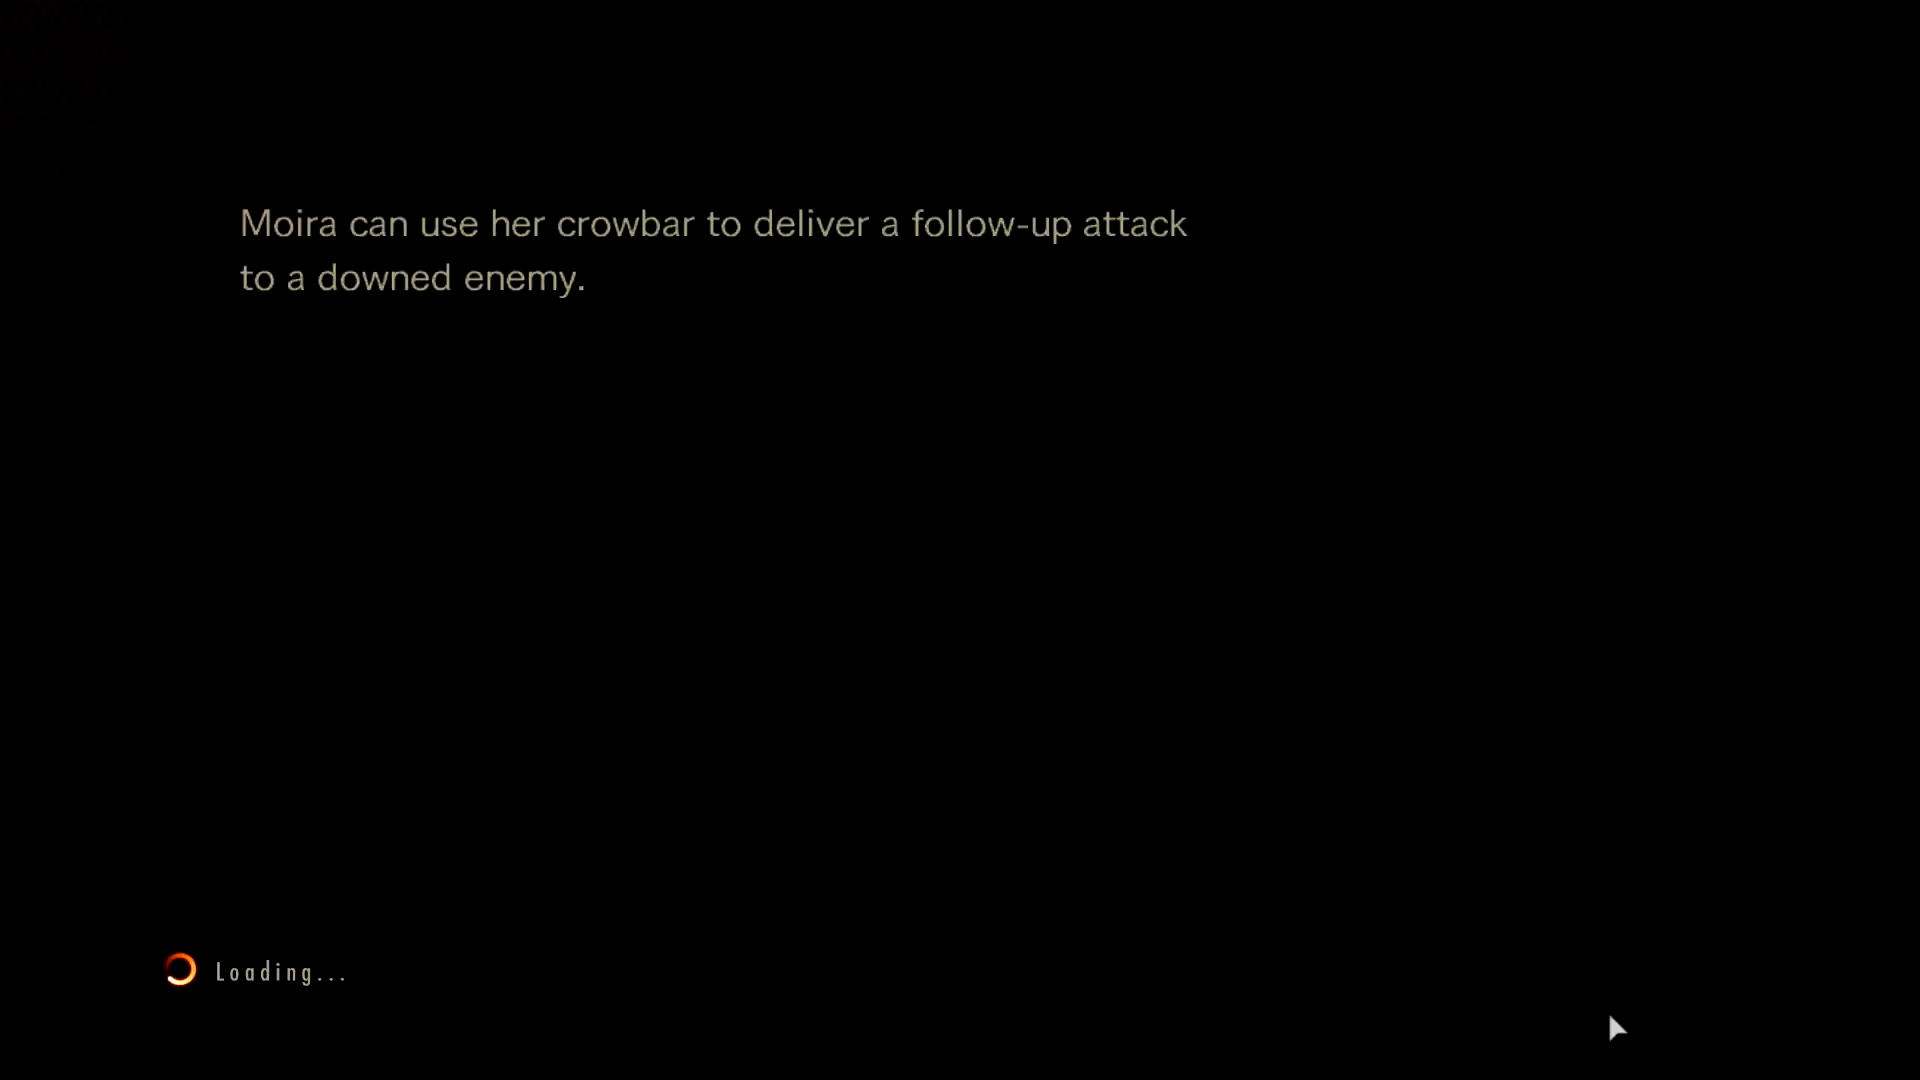 Moira can use her crowbar to deliver a follow-up attack
to a downed enemy.
Loading...